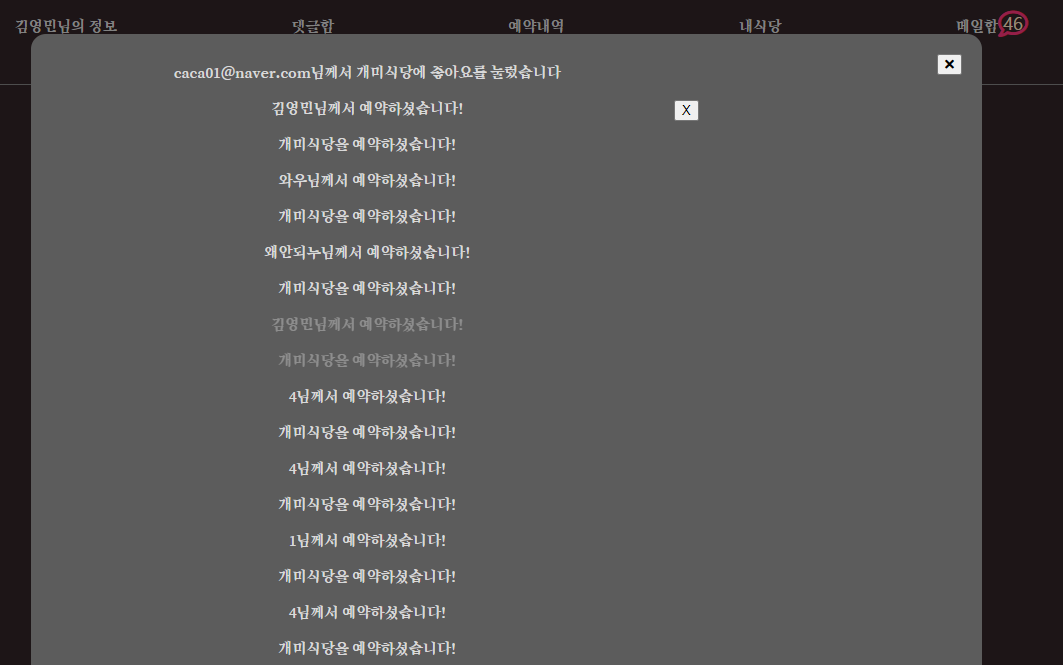 김영민님의 정보 댓글함 예약내역 내식당 메일함 46
×
caca01@naver.com님께서 개미식당에 좋아요를 눌렀습니다
김영민님께서 예약하셨습니다! X
개미식당을 예약하셨습니다!
와우님께서 예약하셨습니다!
개미식당을 예약하셨습니다!
왜안되누님께서 예약하셨습니다!
개미식당을 예약하셨습니다!
김영민님께서 예약하셨습니다!
개미식당을 예약하셨습니다!
4님께서 예약하셨습니다!
개미식당을 예약하셨습니다!
4님께서 예약하셨습니다!
개미식당을 예약하셨습니다!
1님께서 예약하셨습니다!
개미식당을 예약하셨습니다!
4님께서 예약하셨습니다!
개미식당을 예약하셨습니다!